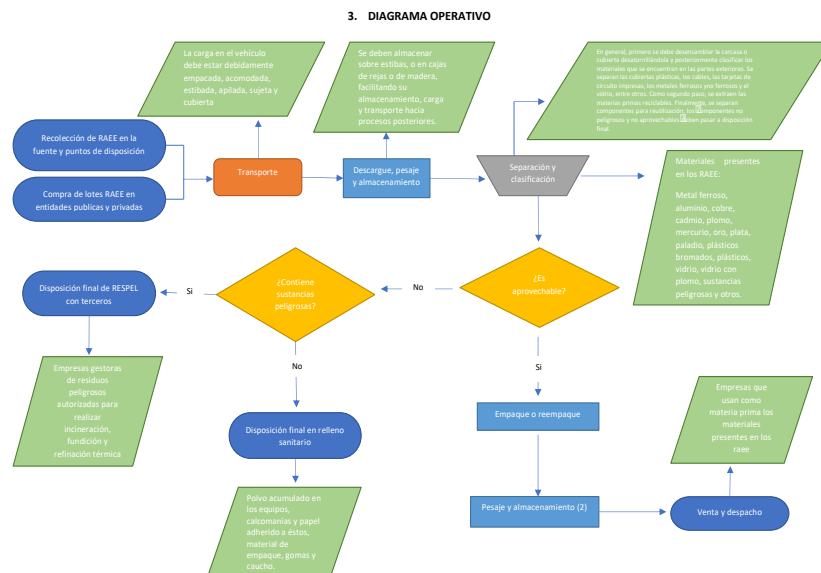 3. DIAGRAMA OPERATIVO
La carga en el vehículo
debe estar debidamente
empacada, acomodada,
estibada, apilada, sujeta y
cubierta
Se deben almacenar
sobre estibas, o en cajas
de rejas o de madera,
facilitando su
almacenamiento, carga
y transporte hacia
procesos posteriores.
En general, primero se debe desensamblar la carcasa o
cubierta desatornillándola y posteriormente clasificar los
materiales que se encuentran en las partes exteriores. Se
separan las cubiertas plásticas, los cables, las tarjetas de
circuito impresas, los metales ferrosos yno ferrosos y el
vidrio, entre otros. Como segundo paso, se extraen las
materias primas reciclables. Finalmente, se separan
componentes para reutilización; los componentes no
peligrosos y no aprovechables deben pasar a disposición
final.
Recolección de RAEE en la
fuente y puntos de disposición
Compra de lotes RAEE en
entidades publicas y privadas
Transporte
Descargue, pesaje
y almacenamiento
Separación y
clasificación
Materiales presentes
en los RAEE:
Metal ferroso,
aluminio, cobre,
cadmio, plomo,
mercurio, oro, plata,
paladio, plásticos
bromados, plásticos,
vidrio, vidrio con
plomo, sustancias
peligrosas y otros.
Disposición final de RESPEL
con terceros
Si
¿Contiene
sustancias
peligrosas?
No
¿Es
aprovechable?
Empresas gestoras
de residuos
peligrosos
autorizadas para
realizar
incineración,
fundición y
refinación térmica
No
Si
Disposición final en relleno
sanitario
Empaque o reempaque
Empresas que
usan como
materia prima los
materiales
presentes en los
raee
Polvo acumulado en
los equipos,
calcomanias y papel
adherido a éstos,
material de
empaque, gomas y
caucho.
Pesaje y almacenamiento (2)
Venta y despacho